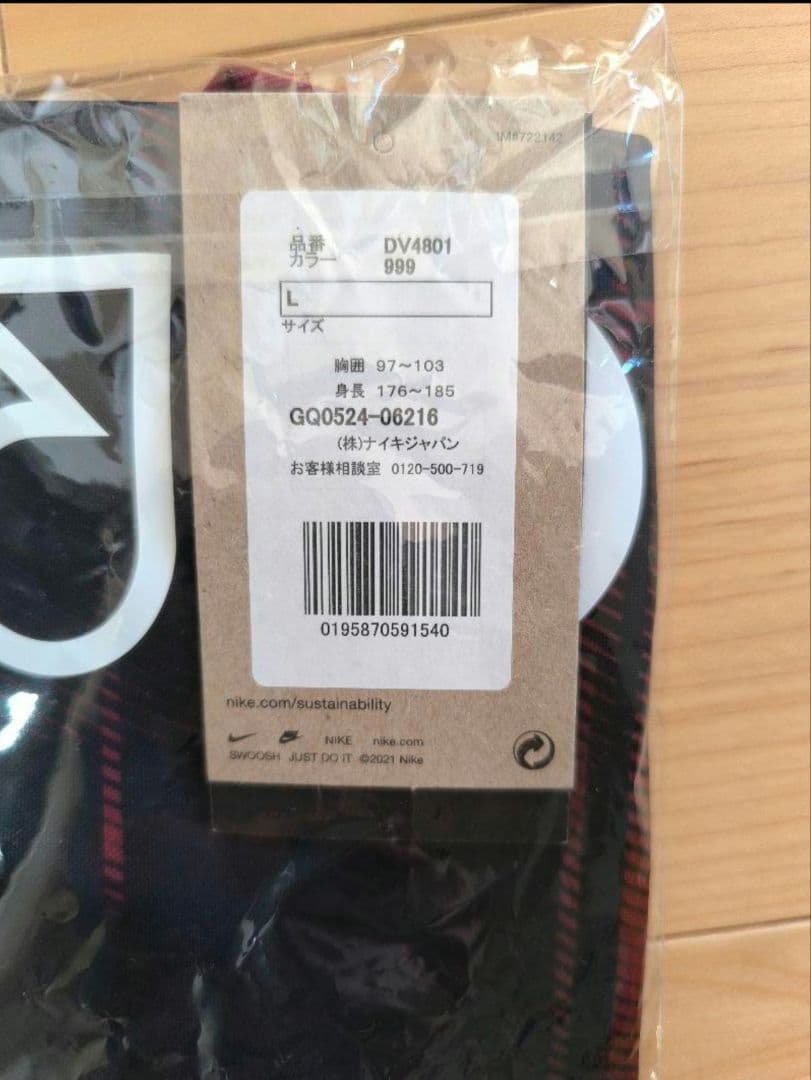 IM#722142
品番 DV4801
カラー 999
L
サイズ
胸囲 97～103
身長 176～185
GQ0524-06216
(株)ナイキジャパン
お客様相談室 0120-500-719
0195870591540
nike.com/sustainability
NIKE nike.com
SWOOSH JUST DO IT ©2021 Nike